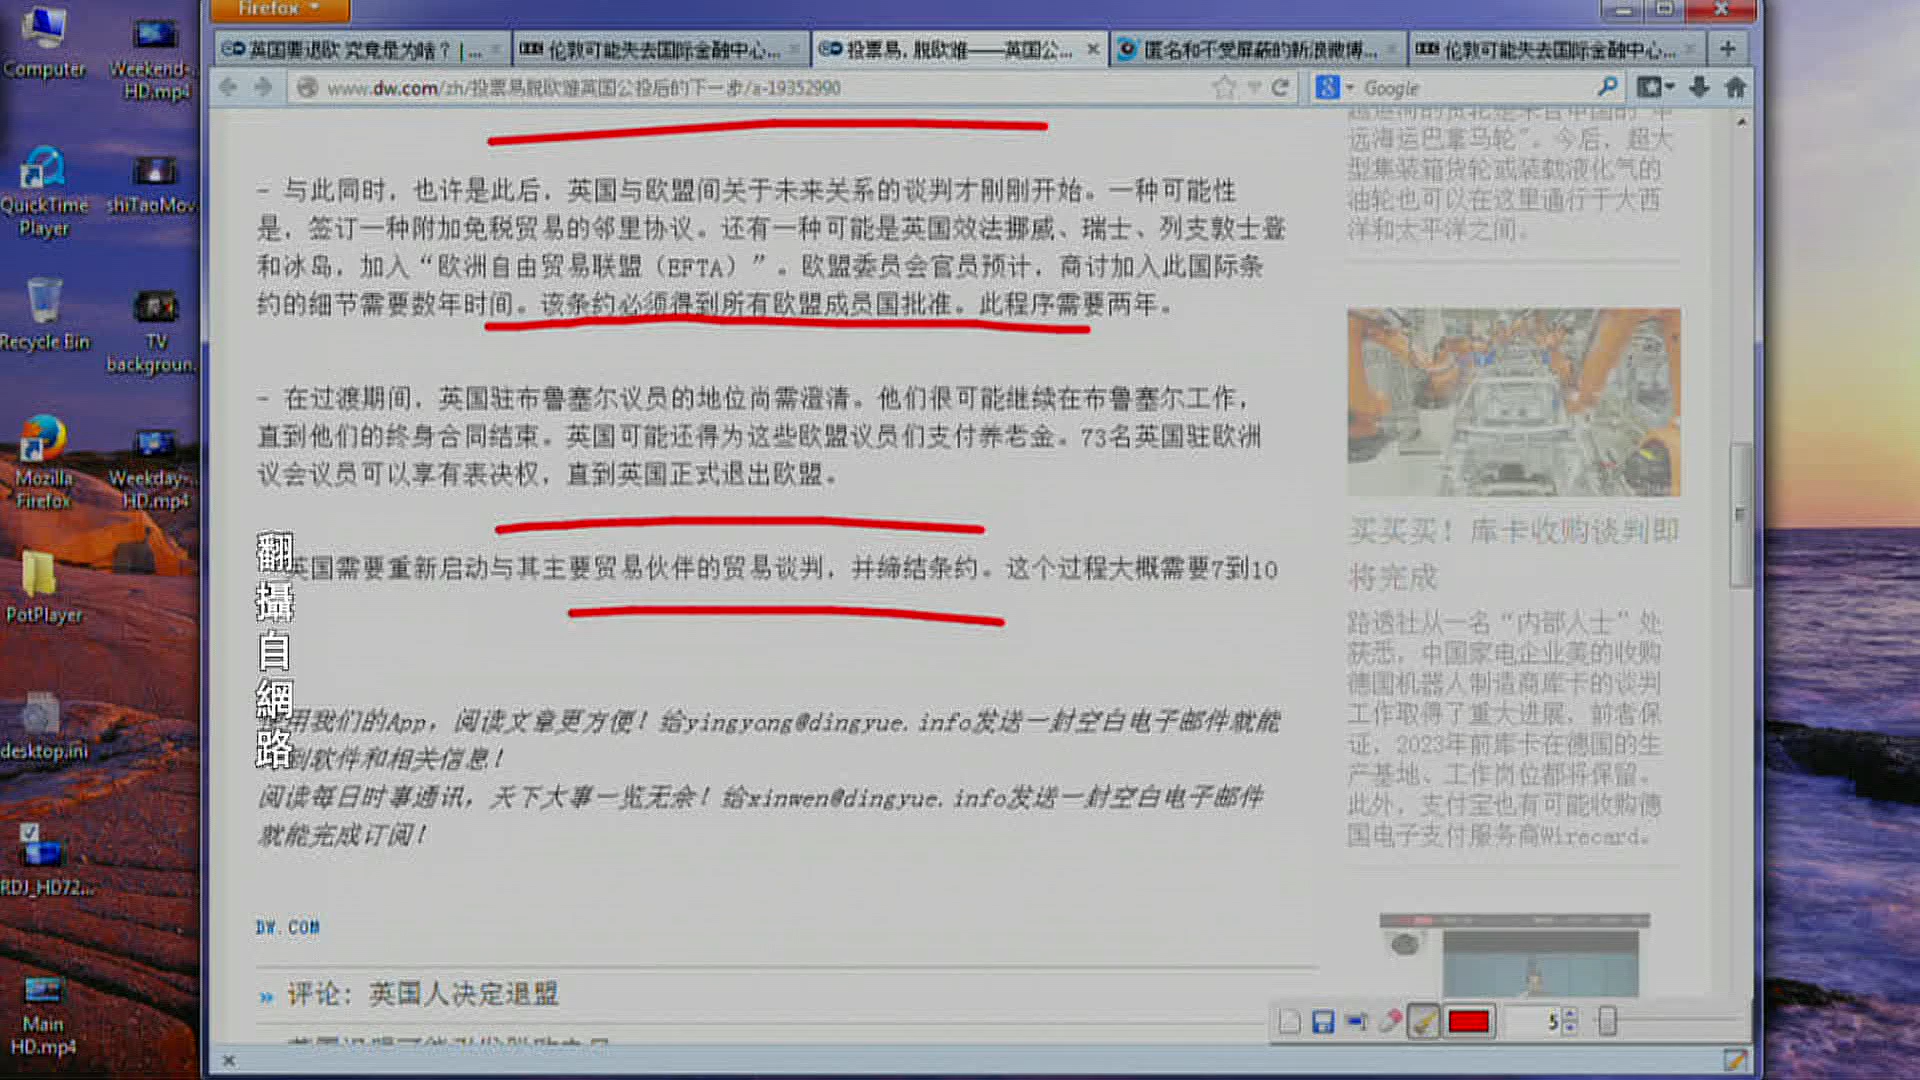 Firefox
英国要退欧 究竟是为啥？| ...
伦敦可能失去国际金融中心...
投票易，脱欧难——英国公...
匿名和不受屏蔽的新浪微博...
伦敦可能失去国际金融中心...
www.dw.com/zh/投票易脱欧难英国公投后的下一步/a-19352990
Google
Computer
Weekend-...
HD.mp4
QuickTime
Player
shiTaoMov
Recycle Bin
TV
backgroun...
Mozilla
Firefox
Weekday-...
HD.mp4
PotPlayer
desktop.ini
RDJ_HD72...
Main
HD.mp4
- 与此同时，也许是此后，英国与欧盟间关于未来关系的谈判才刚刚开始。一种可能性
是，签订一种附加免税贸易的邻里协议。还有一种可能是英国效法挪威、瑞士、列支敦士登
和冰岛，加入“欧洲自由贸易联盟（EFTA）”。欧盟委员会官员预计，商讨加入此国际条
约的细节需要数年时间。该条约必须得到所有欧盟成员国批准。此程序需要两年。
- 在过渡期间，英国驻布鲁塞尔议员的地位尚需澄清。他们很可能继续在布鲁塞尔工作，
直到他们的终身合同结束。英国可能还得为这些欧盟议员们支付养老金。73名英国驻欧洲
议会议员可以享有表决权，直到英国正式退出欧盟。
英国需要重新启动与其主要贸易伙伴的贸易谈判，并缔结条约。这个过程大概需要7到10
翻攝自網路
用我们的App，阅读文章更方便！给yingyong@dingyue.info发送一封空白电子邮件就能
到软件和相关信息！
阅读每日时事通讯，天下大事一览无余！给xinwen@dingyue.info发送一封空白电子邮件
就能完成订阅！
DW.COM
» 评论：英国人决定退盟
远海运巴拿马轮”。今后，超大
型集装箱货轮或装载液化气的
油轮也可以在这里通行于大西
洋和太平洋之间。
买买买！库卡收购谈判即
将完成
路透社从一名“内部人士”处
获悉，中国家电企业美的收购
德国机器人制造商库卡的谈判
工作取得了重大进展，前者保
证，2023年前库卡在德国的生
产基地、工作岗位都将保留。
此外，支付宝也有可能收购德
国电子支付服务商Wirecard。
5